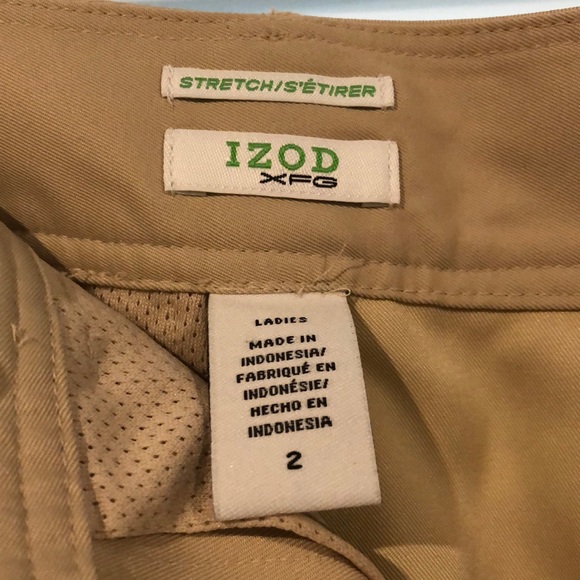 STRETCH/S'ÉTIRER
IZOD
XFG
LADIES
MADE IN
INDONESIA/
FABRIQUÉ EN
INDONÉSIE/
HECHO EN
INDONESIA
2